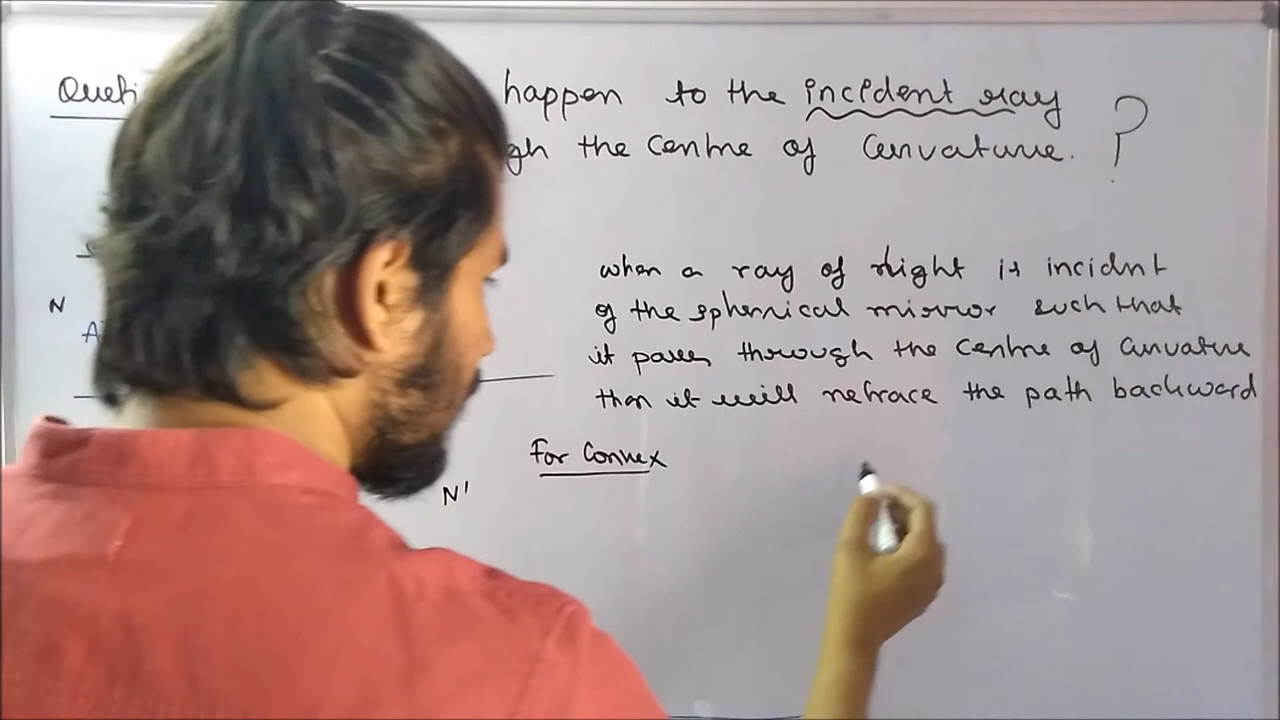 Queti happen to the incident ray
gh the Centre of Curvature. ?
when a ray of light is incidnt
of the spherical mirror such that
it passes through the centre of curvature
then it will retrace the path backward
N
A
For Convex
N'